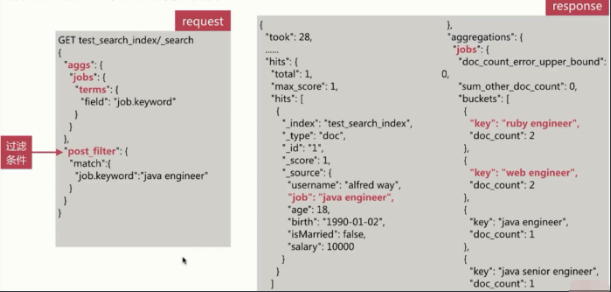 request
GET test_search_index/_search
{
"aggs": {
"jobs": {
"terms": {
"field": "job.keyword"
}
}
},
过滤
条件
"post_filter": {
"match":{
"job.keyword":"java engineer"
}
}
}
response
{
"took": 28,
......
"hits": {
"total": 1,
"max_score": 1,
"hits": [
{
"_index": "test_search_index",
"_type": "doc",
"_id": "1",
"_score": 1,
"_source": {
"username": "alfred way",
"job": "java engineer",
"age": 18,
"birth": "1990-01-02",
"isMarried": false,
"salary": 10000
}
}
]
},
"aggregations": {
"jobs": {
"doc_count_error_upper_bound":
0,
"sum_other_doc_count": 0,
"buckets": [
{
"key": "ruby engineer",
"doc_count": 2
},
{
"key": "web engineer",
"doc_count": 2
},
{
"key": "java engineer",
"doc_count": 1
},
{
"key": "java senior engineer",
"doc_count": 1